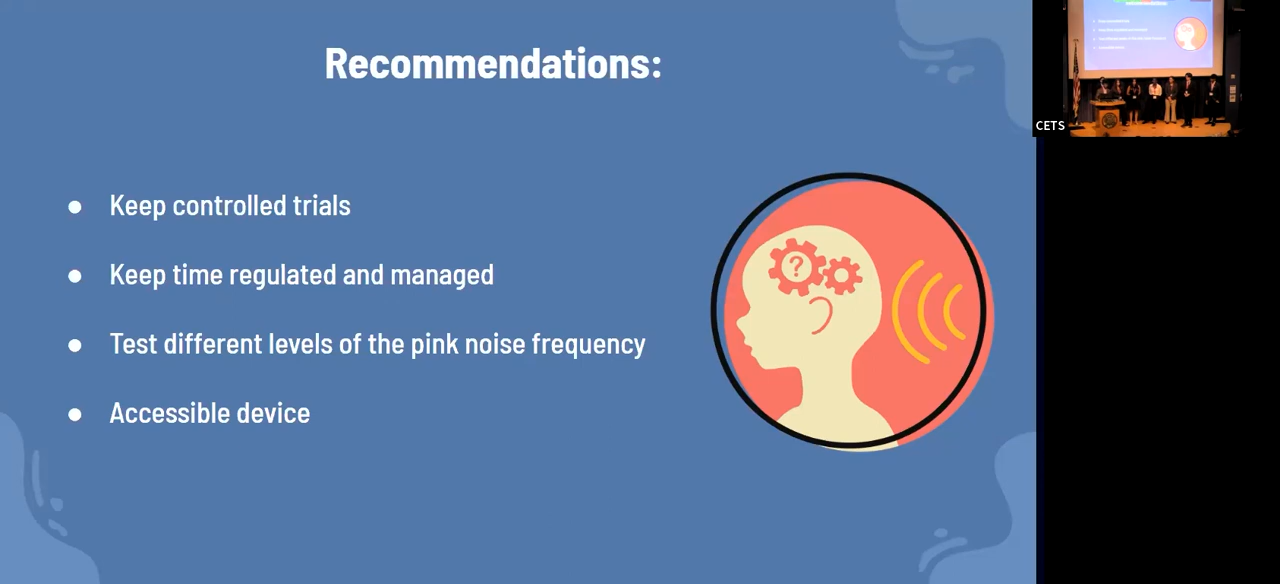 Recommendations:
● Keep controlled trials
● Keep time regulated and managed
● Test different levels of the pink noise frequency
● Accessible device
?
CETS